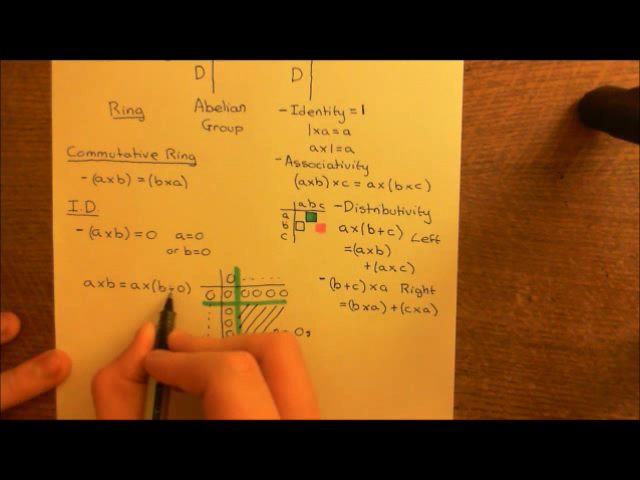 D
D
Ring
Abelian
Group
Commutative Ring
- (a×b) = (b×a)
I.D.
- (a×b) = 0 a=0
or b=0
a×b = a×(b+0)
0 . . . . .
0 0 0 0 0 0
0
0
- Identity = 1
1×a = a
a×1 = a
- Associativity
(a×b)×c = a×(b×c)
a b c
a
b
c
- Distributivity
a×(b+c) Left
= (a×b)
+ (a×c)
- (b+c)×a Right
= (b×a) + (c×a)